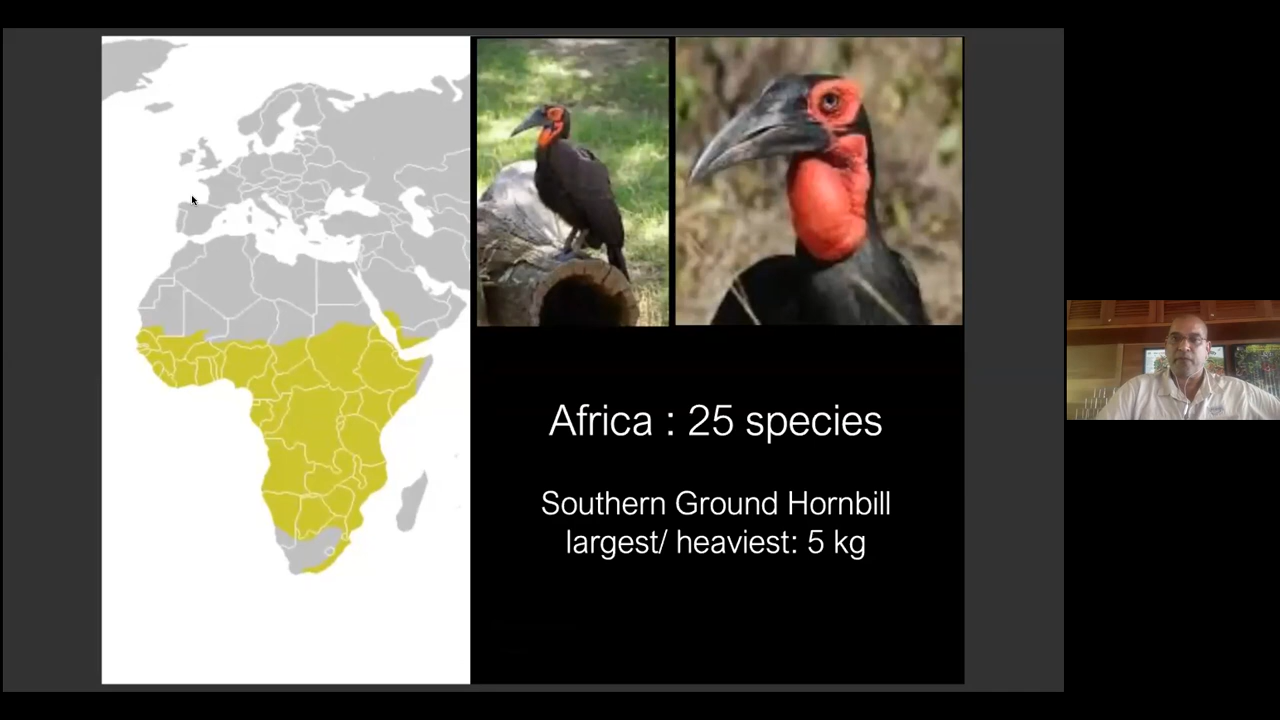 Africa : 25 species
Southern Ground Hornbill
largest/ heaviest: 5 kg